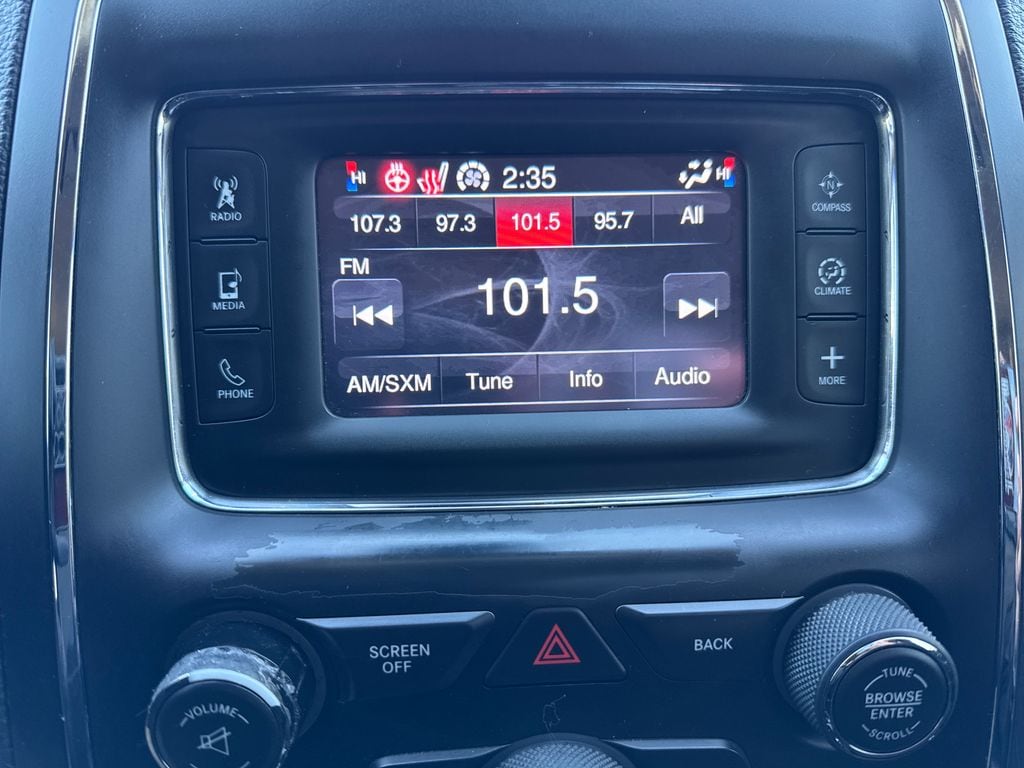 HI 2:35 HI
107.3 97.3 101.5 95.7 All
FM
101.5
AM/SXM Tune Info Audio
RADIO
MEDIA
PHONE
N
COMPASS
CLIMATE
MORE
SCREEN
OFF
BACK
VOLUME
TUNE
BROWSE
ENTER
SCROLL